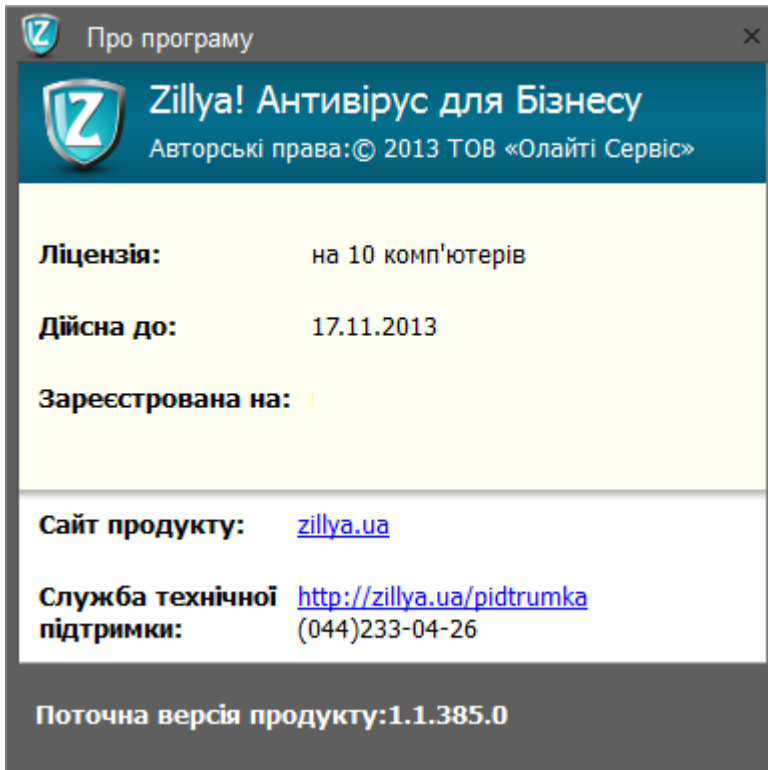 Про програму
Zillya! Антивірус для Бізнесу
Авторські права:© 2013 ТОВ «Олайті Сервіс»
Ліцензія: на 10 комп'ютерів
Дійсна до: 17.11.2013
Зареєстрована на:
Сайт продукту: zillya.ua
Служба технічної http://zillya.ua/pidtrumka
підтримки: (044)233-04-26
Поточна версія продукту:1.1.385.0